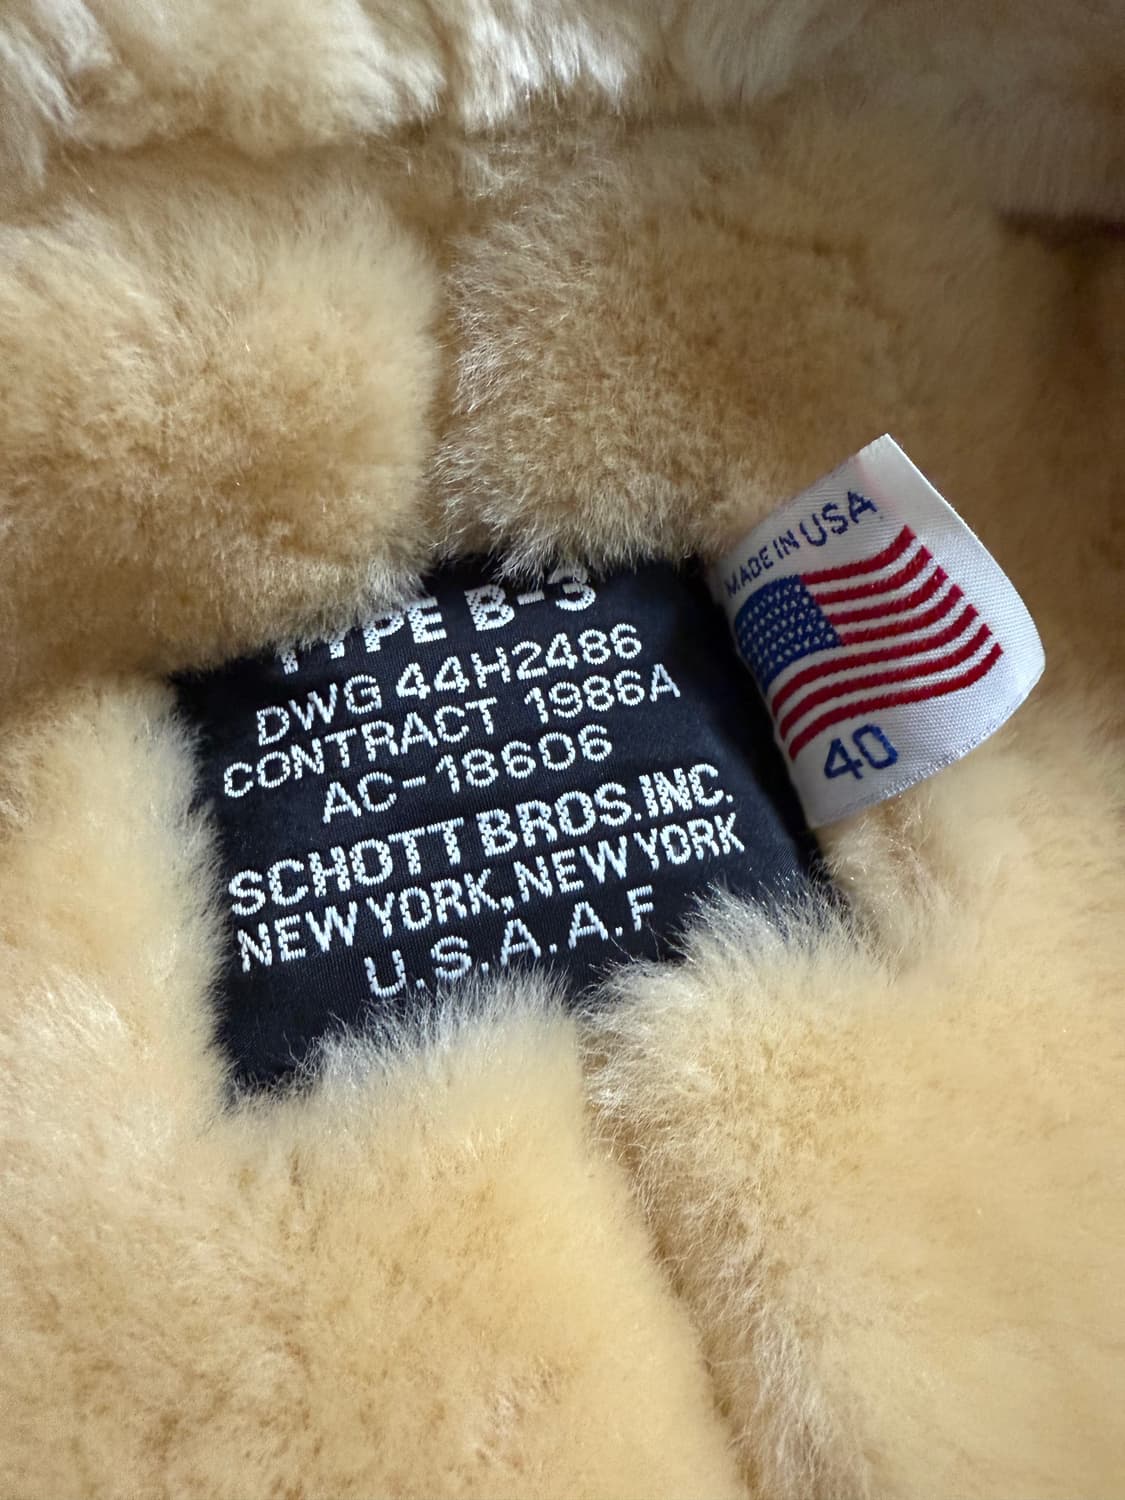 TYPE B-3
DWG 44H2486
CONTRACT 1986A
AC-18606
SCHOTT BROS.INC.
NEW YORK, NEW YORK
U.S.A.A.F
MADE IN USA
40